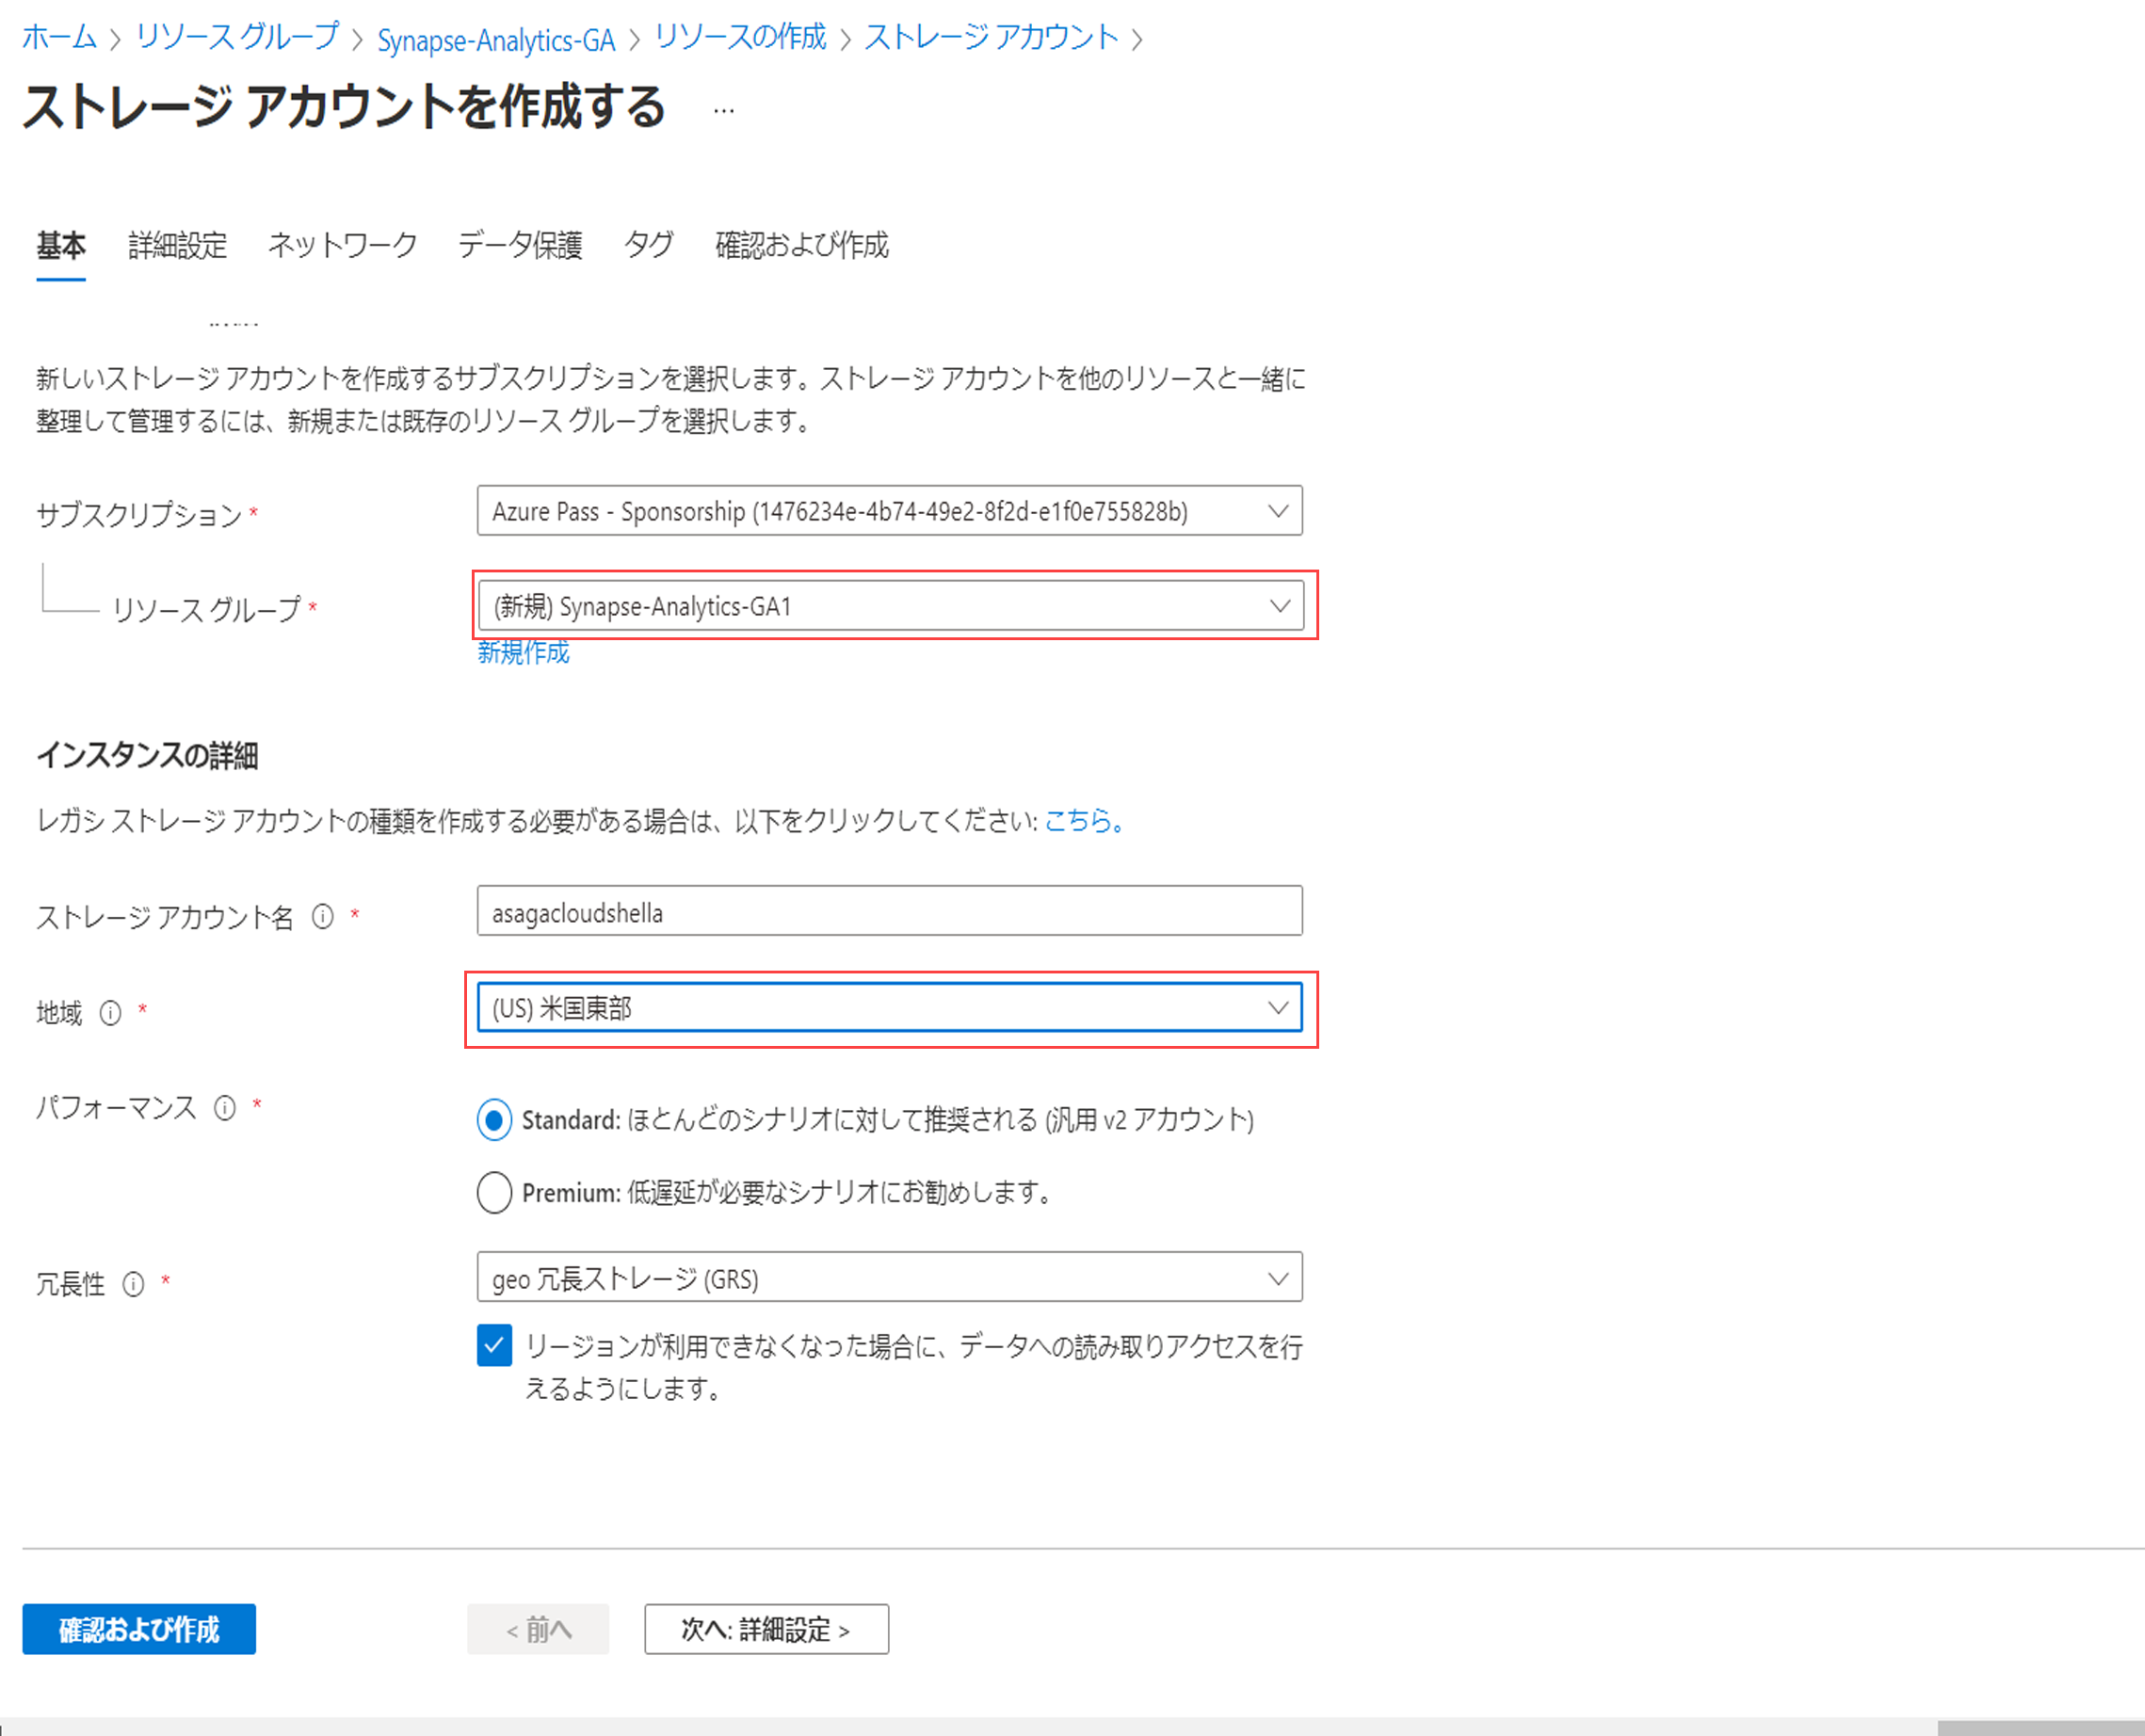 ホーム > リソース グループ > Synapse-Analytics-GA > リソースの作成 > ストレージ アカウント >
ストレージ アカウントを作成する ...
基本 詳細設定 ネットワーク データ保護 タグ 確認および作成
新しいストレージ アカウントを作成するサブスクリプションを選択します。ストレージ アカウントを他のリソースと一緒に
整理して管理するには、新規または既存のリソース グループを選択します。
サブスクリプション * Azure Pass - Sponsorship (1476234e-4b74-49e2-8f2d-e1f0e755828b)
リソース グループ * (新規) Synapse-Analytics-GA1
新規作成
インスタンスの詳細
レガシ ストレージ アカウントの種類を作成する必要がある場合は、以下をクリックしてください: こちら。
ストレージ アカウント名 * asagacloudshella
地域 * (US) 米国東部
パフォーマンス * Standard: ほとんどのシナリオに対して推奨される (汎用 v2 アカウント)
Premium: 低遅延が必要なシナリオにお勧めします。
冗長性 * geo 冗長ストレージ (GRS)
リージョンが利用できなくなった場合に、データへの読み取りアクセスを行
えるようにします。
確認および作成 < 前へ 次へ: 詳細設定 >